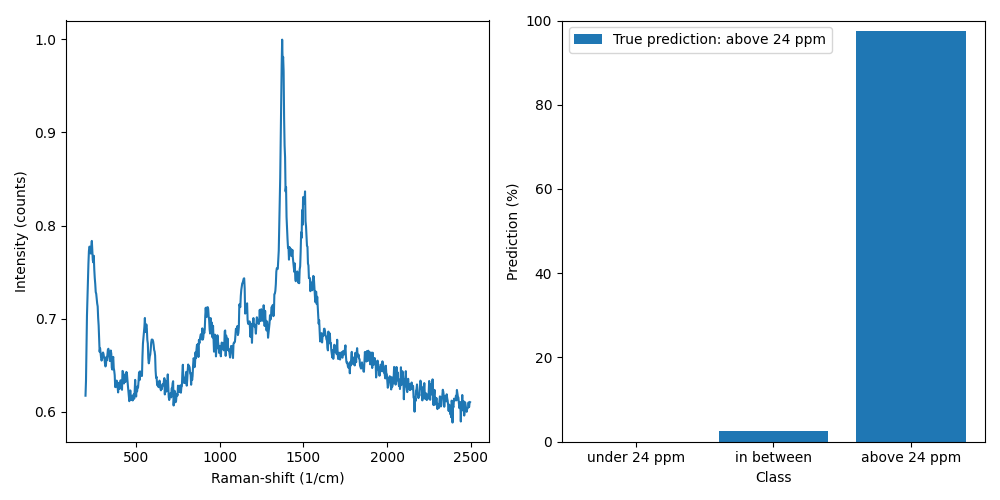 1.0
0.9
0.8
0.7
0.6
Intensity (counts)
500
1000
1500
2000
2500
Raman-shift (1/cm)
100
80
60
40
20
0
Prediction (%)
True prediction: above 24 ppm
under 24 ppm
in between
above 24 ppm
Class